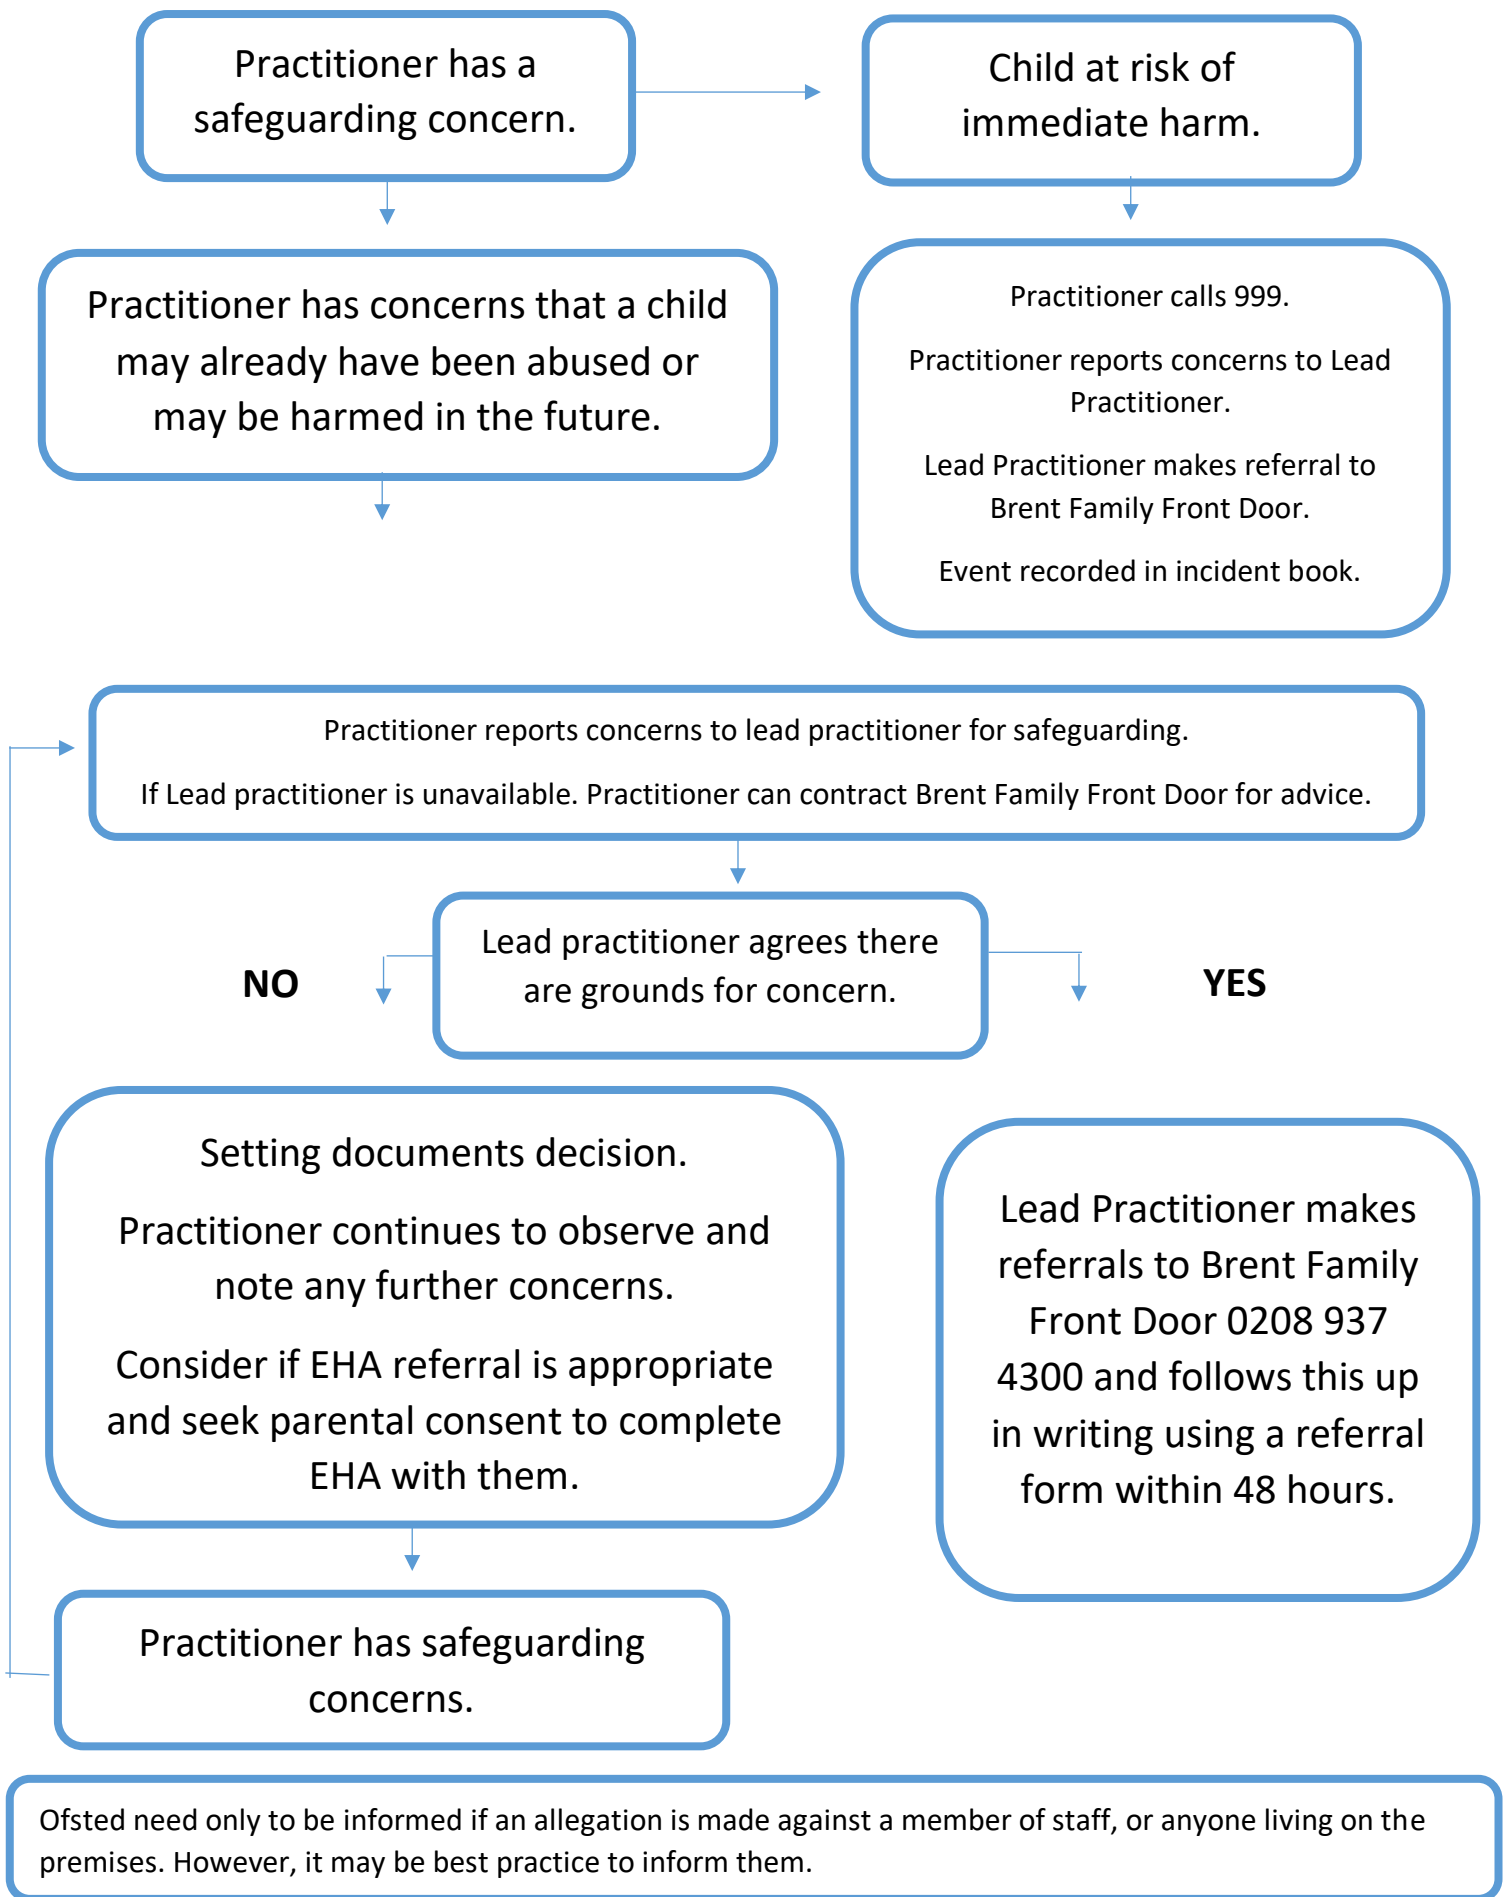 Practitioner has a
safeguarding concern.
Child at risk of
immediate harm.
Practitioner has concerns that a child
may already have been abused or
may be harmed in the future.
Practitioner calls 999.
Practitioner reports concerns to Lead
Practitioner.
Lead Practitioner makes referral to
Brent Family Front Door.
Event recorded in incident book.
Practitioner reports concerns to lead practitioner for safeguarding.
If Lead practitioner is unavailable. Practitioner can contract Brent Family Front Door for advice.
Lead practitioner agrees there
are grounds for concern.
NO
YES
Setting documents decision.
Practitioner continues to observe and
note any further concerns.
Consider if EHA referral is appropriate
and seek parental consent to complete
EHA with them.
Lead Practitioner makes
referrals to Brent Family
Front Door 0208 937
4300 and follows this up
in writing using a referral
form within 48 hours.
Practitioner has safeguarding
concerns.
Ofsted need only to be informed if an allegation is made against a member of staff, or anyone living on the
premises. However, it may be best practice to inform them.